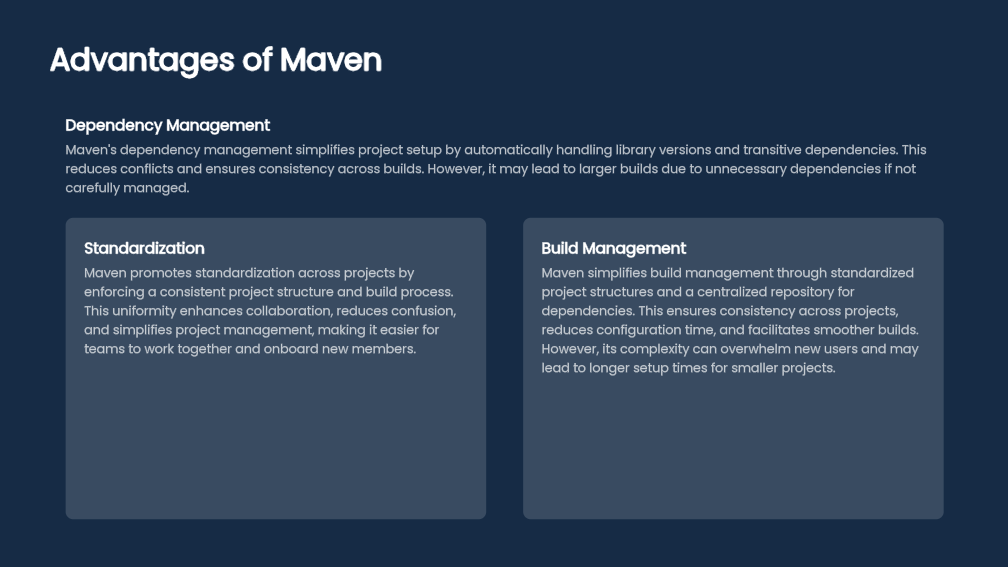 Advantages of Maven
Dependency Management
Maven's dependency management simplifies project setup by automatically handling library versions and transitive dependencies. This
reduces conflicts and ensures consistency across builds. However, it may lead to larger builds due to unnecessary dependencies if not
carefully managed.
Standardization
Maven promotes standardization across projects by
enforcing a consistent project structure and build process.
This uniformity enhances collaboration, reduces confusion,
and simplifies project management, making it easier for
teams to work together and onboard new members.
Build Management
Maven simplifies build management through standardized
project structures and a centralized repository for
dependencies. This ensures consistency across projects,
reduces configuration time, and facilitates smoother builds.
However, its complexity can overwhelm new users and may
lead to longer setup times for smaller projects.